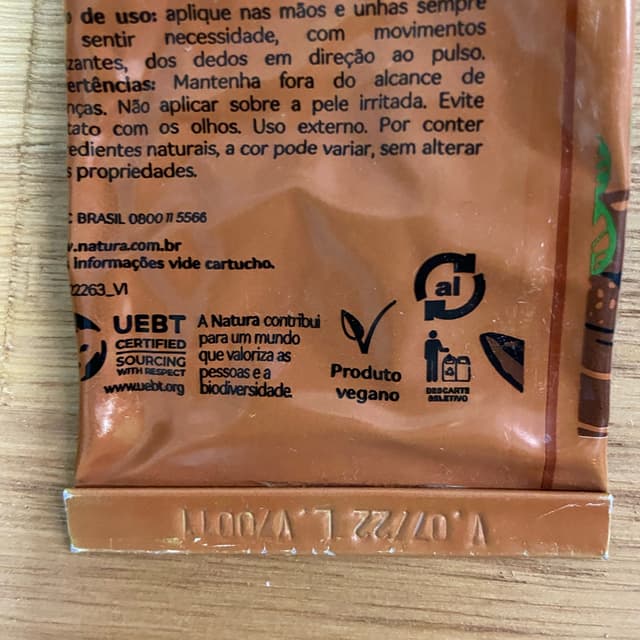 o de uso: aplique nas mãos e unhas sempre
sentir necessidade, com movimentos
zantes, dos dedos em direção ao pulso.
ertências: Mantenha fora do alcance de
nças. Não aplicar sobre a pele irritada. Evite
tato com os olhos. Uso externo. Por conter
edientes naturais, a cor pode variar, sem alterar
s propriedades.
C BRASIL 0800 11 5566
w.natura.com.br
informações vide cartucho.
22263_V1
al
UEBT
CERTIFIED
SOURCING
WITH RESPECT
www.uebt.org
A Natura contribui
para um mundo
que valoriza as
pessoas e a
biodiversidade.
Produto
vegano
DESCARTE
SELETIVO
V. 07/22 L. V70011